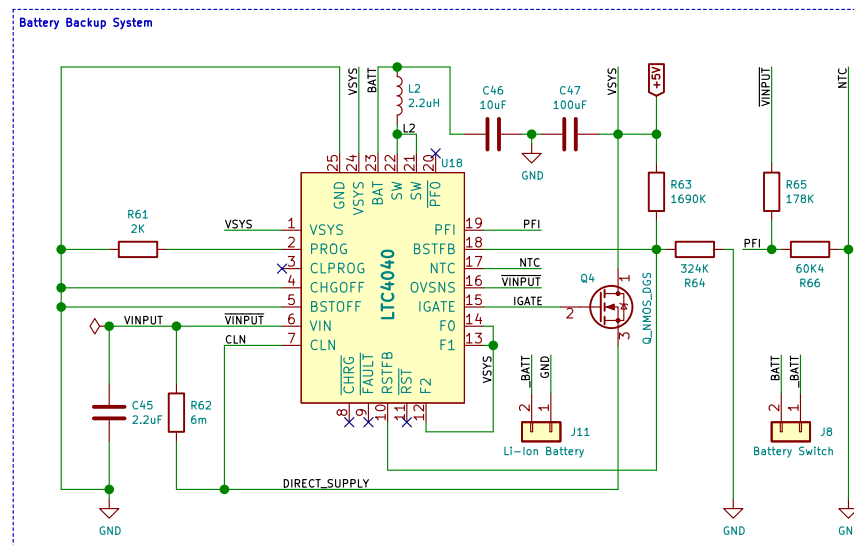 Battery Backup System
VSYS
BATT
L2
2.2uH
L2
C46
10uF
C47
100uF
VSYS
+5V
VINPUT
NTC
GND
25
24
23
22
21
20
U18
GND
VSYS
BAT
SW
SW
PFO
R63
1690K
R65
178K
R61
2K
VSYS
1
VSYS
2
PROG
3
CLPROG
4
CHGOFF
5
BSTOFF
6
VIN
7
CLN
LTC4040
PFI
19
PFI
BSTFB
18
NTC
17
NTC
OVSNS
16
VINPUT
IGATE
15
IGATE
F0
14
F1
13
VSYS
CHRG
FAULT
RSTFB
RST
F2
8
9
10
11
12
VINPUT
VINPUT
CLN
C45
2.2uF
R62
6m
Q4
1
2
3
Q_NMOS_DGS
324K
R64
PFI
60K4
R66
_BATT
GND
2
1
J11
Li-Ion Battery
BATT
_BATT
2
1
J8
Battery Switch
DIRECT_SUPPLY
GND
GND
GN